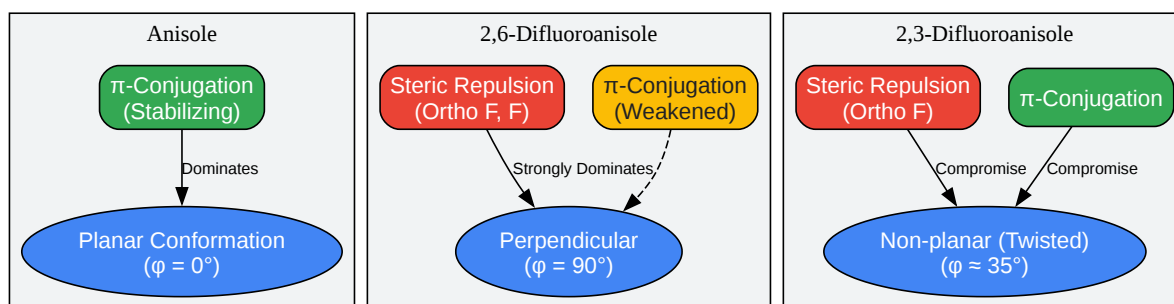 Anisole
π-Conjugation
(Stabilizing)
Dominates
Planar Conformation
(φ = 0°)
2,6-Difluoroanisole
Steric Repulsion
(Ortho F, F)
π-Conjugation
(Weakened)
Strongly Dominates
Perpendicular
(φ = 90°)
2,3-Difluoroanisole
Steric Repulsion
(Ortho F)
π-Conjugation
Compromise
Compromise
Non-planar (Twisted)
(φ ≈ 35°)